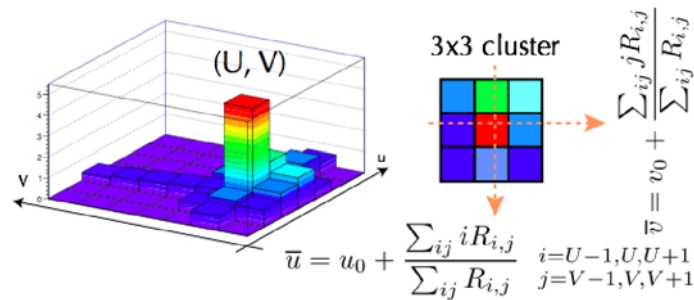 (U, V)
3x3 cluster
5
4
3
2
1
0
V
u
\overline{u} = u_0 + \frac{\sum_{ij} iR_{i,j}}{\sum_{ij} R_{i,j}}
i=U−1,U,U+1
j=V−1,V,V+1
\overline{v} = v_0 + \frac{\sum_{ij} jR_{i,j}}{\sum_{ij} R_{i,j}}